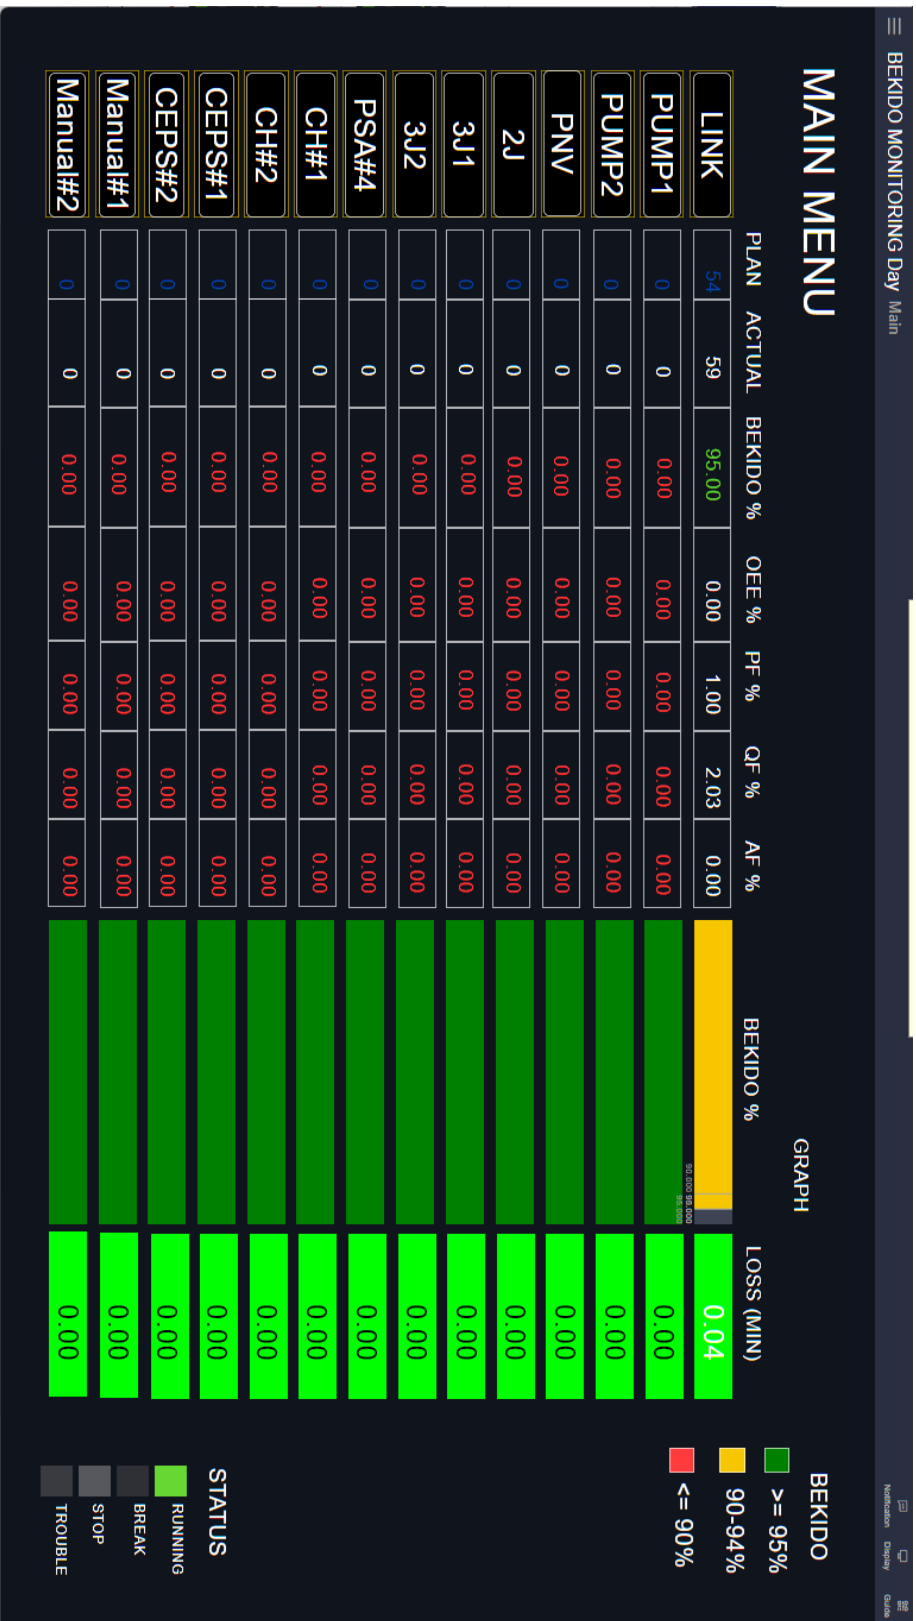 BEKIDO MONITORING Day Main
Notification Display Guide
MAIN MENU
GRAPH
BEKIDO
PLAN ACTUAL BEKIDO % OEE % PF % QF % AF % BEKIDO % LOSS (MIN)
>= 95%
90-94%
<= 90%
LINK 54 59 95.00 0.00 1.00 2.03 0.00 0.04
90.000 96.000
95.000
PUMP1 0 0 0.00 0.00 0.00 0.00 0.00 0.00
PUMP2 0 0 0.00 0.00 0.00 0.00 0.00 0.00
PNV 0 0 0.00 0.00 0.00 0.00 0.00 0.00
2J 0 0 0.00 0.00 0.00 0.00 0.00 0.00
3J1 0 0 0.00 0.00 0.00 0.00 0.00 0.00
3J2 0 0 0.00 0.00 0.00 0.00 0.00 0.00
PSA#4 0 0 0.00 0.00 0.00 0.00 0.00 0.00
CH#1 0 0 0.00 0.00 0.00 0.00 0.00 0.00
CH#2 0 0 0.00 0.00 0.00 0.00 0.00 0.00
CEPS#1 0 0 0.00 0.00 0.00 0.00 0.00 0.00
CEPS#2 0 0 0.00 0.00 0.00 0.00 0.00 0.00
Manual#1 0 0 0.00 0.00 0.00 0.00 0.00 0.00
Manual#2 0 0 0.00 0.00 0.00 0.00 0.00 0.00
STATUS
RUNNING
BREAK
STOP
TROUBLE